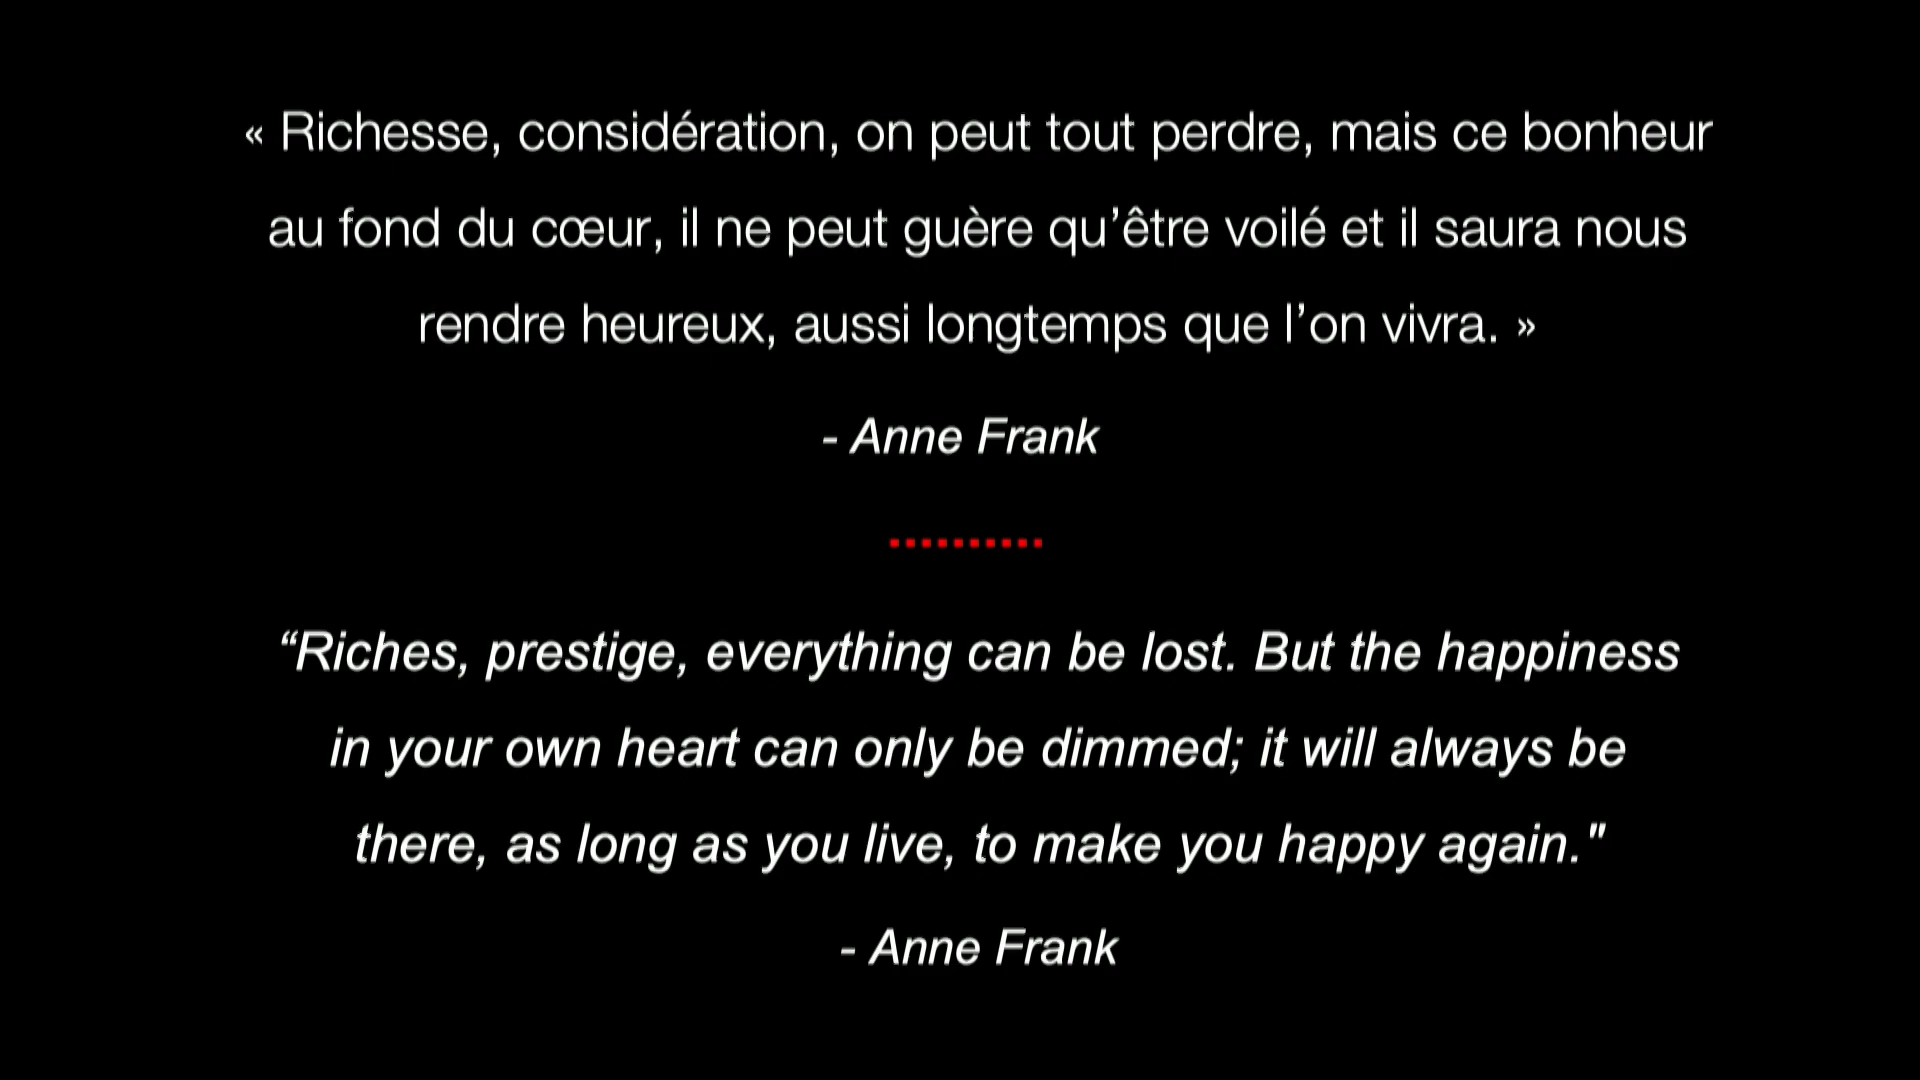 « Richesse, considération, on peut tout perdre, mais ce bonheur
au fond du cœur, il ne peut guère qu’être voilé et il saura nous
rendre heureux, aussi longtemps que l’on vivra. »
- Anne Frank
“Riches, prestige, everything can be lost. But the happiness
in your own heart can only be dimmed; it will always be
there, as long as you live, to make you happy again."
- Anne Frank